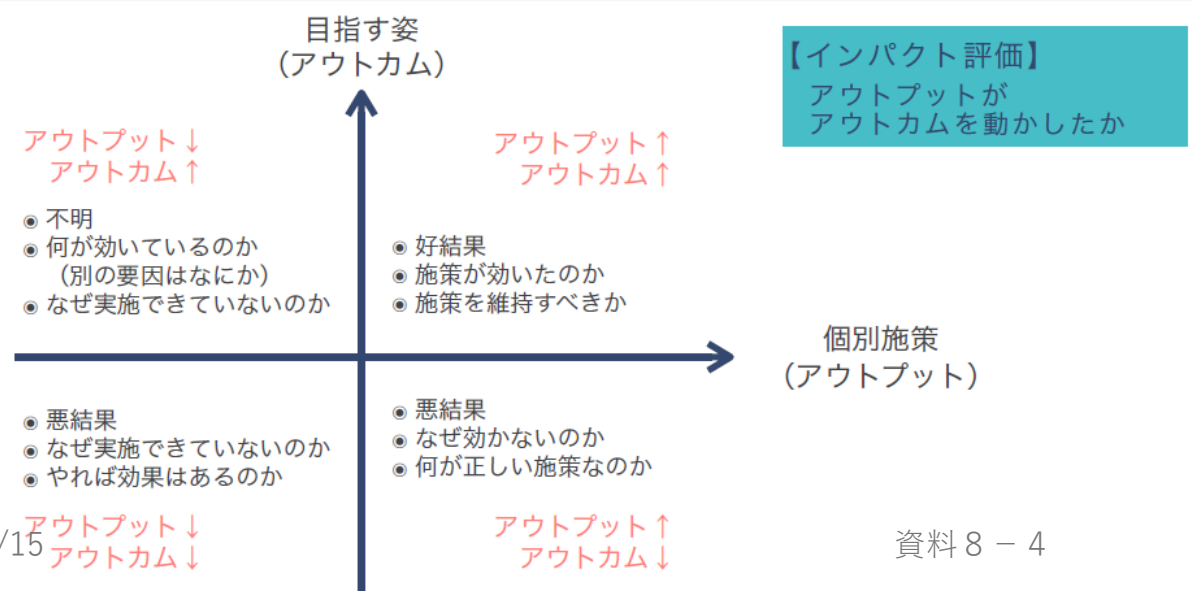 目指す姿
(アウトカム)
【インパクト評価】
アウトプットが
アウトカムを動かしたか
アウトプット↓
アウトカム↑
◉ 不明
◉ 何が効いているのか
（別の要因はなにか）
◉ なぜ実施できていないのか
アウトプット↑
アウトカム↑
◉ 好結果
◉ 施策が効いたのか
◉ 施策を維持すべきか
個別施策
(アウトプット)
◉ 悪結果
◉ なぜ実施できていないのか
◉ やれば効果はあるのか
アウトプット↓
アウトカム↓
◉ 悪結果
◉ なぜ効かないのか
◉ 何が正しい施策なのか
アウトプット↑
アウトカム↓
/15
資料８－４